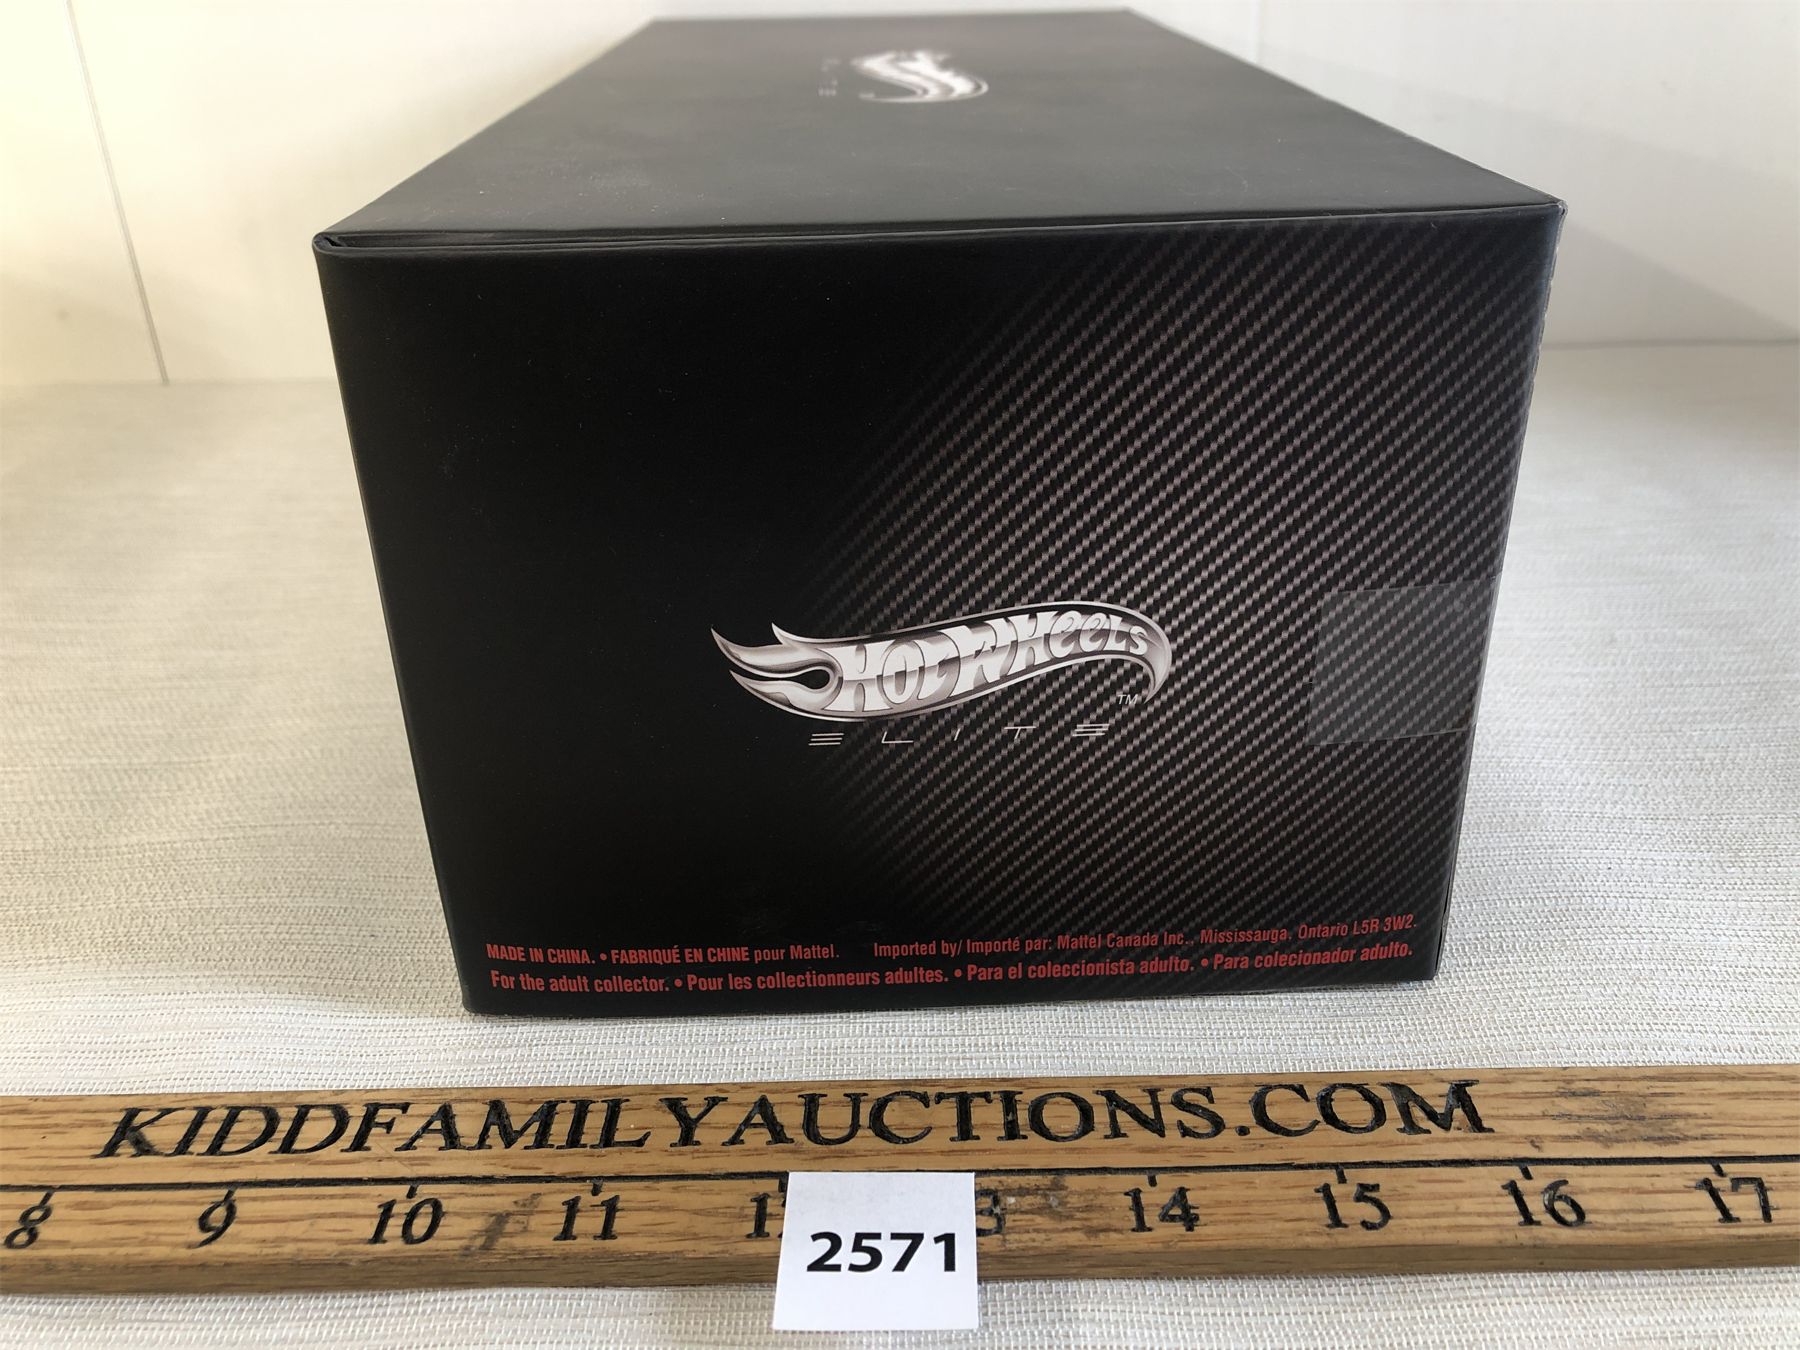 HOT WHEELS
TM
ELITE
MADE IN CHINA. • FABRIQUÉ EN CHINE pour Mattel. Imported by/ Importé par: Mattel Canada Inc., Mississauga, Ontario L5R 3W2.
For the adult collector. • Pour les collectionneurs adultes. • Para el coleccionista adulto. • Para colecionador adulto.
KIDDFAMILYAUCTIONS.COM
8 9 10 11 14 15 16 17
2571